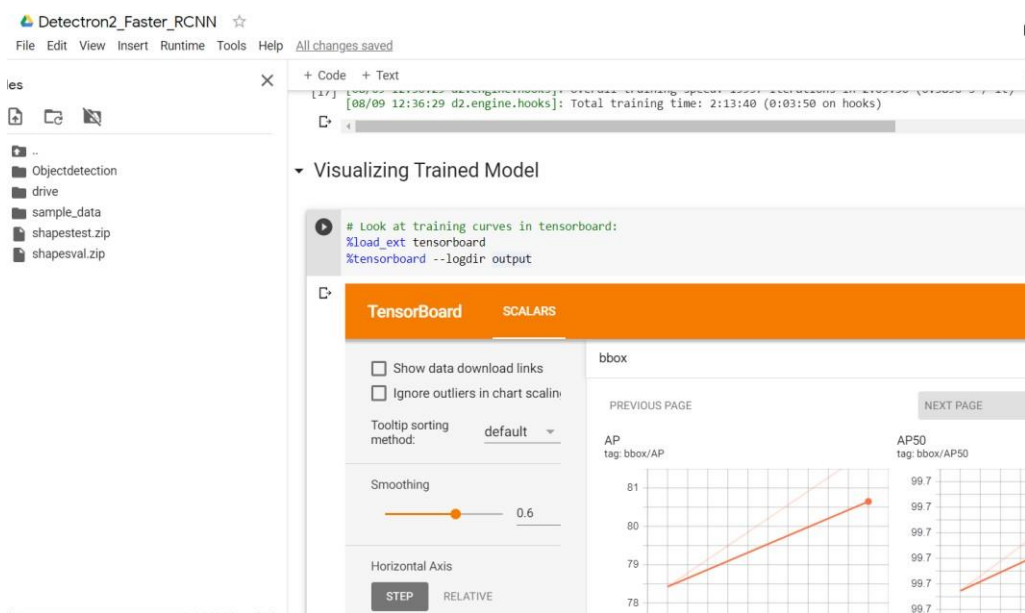 Detectron2_Faster_RCNN
File Edit View Insert Runtime Tools Help All changes saved
les
..
Objectdetection
drive
sample_data
shapestest.zip
shapesval.zip
+ Code + Text
[08/09 12:36:29 d2.engine.hooks]: Total training time: 2:13:40 (0:03:50 on hooks)
Visualizing Trained Model
# Look at training curves in tensorboard:
%load_ext tensorboard
%tensorboard --logdir output
TensorBoard SCALARS
Show data download links
Ignore outliers in chart scalin
Tooltip sorting
method: default
Smoothing
0.6
Horizontal Axis
STEP RELATIVE
bbox
PREVIOUS PAGE NEXT PAGE
AP
tag: bbox/AP
81
80
79
78
AP50
tag: bbox/AP50
99.7
99.7
99.7
99.7
99.7
99.7